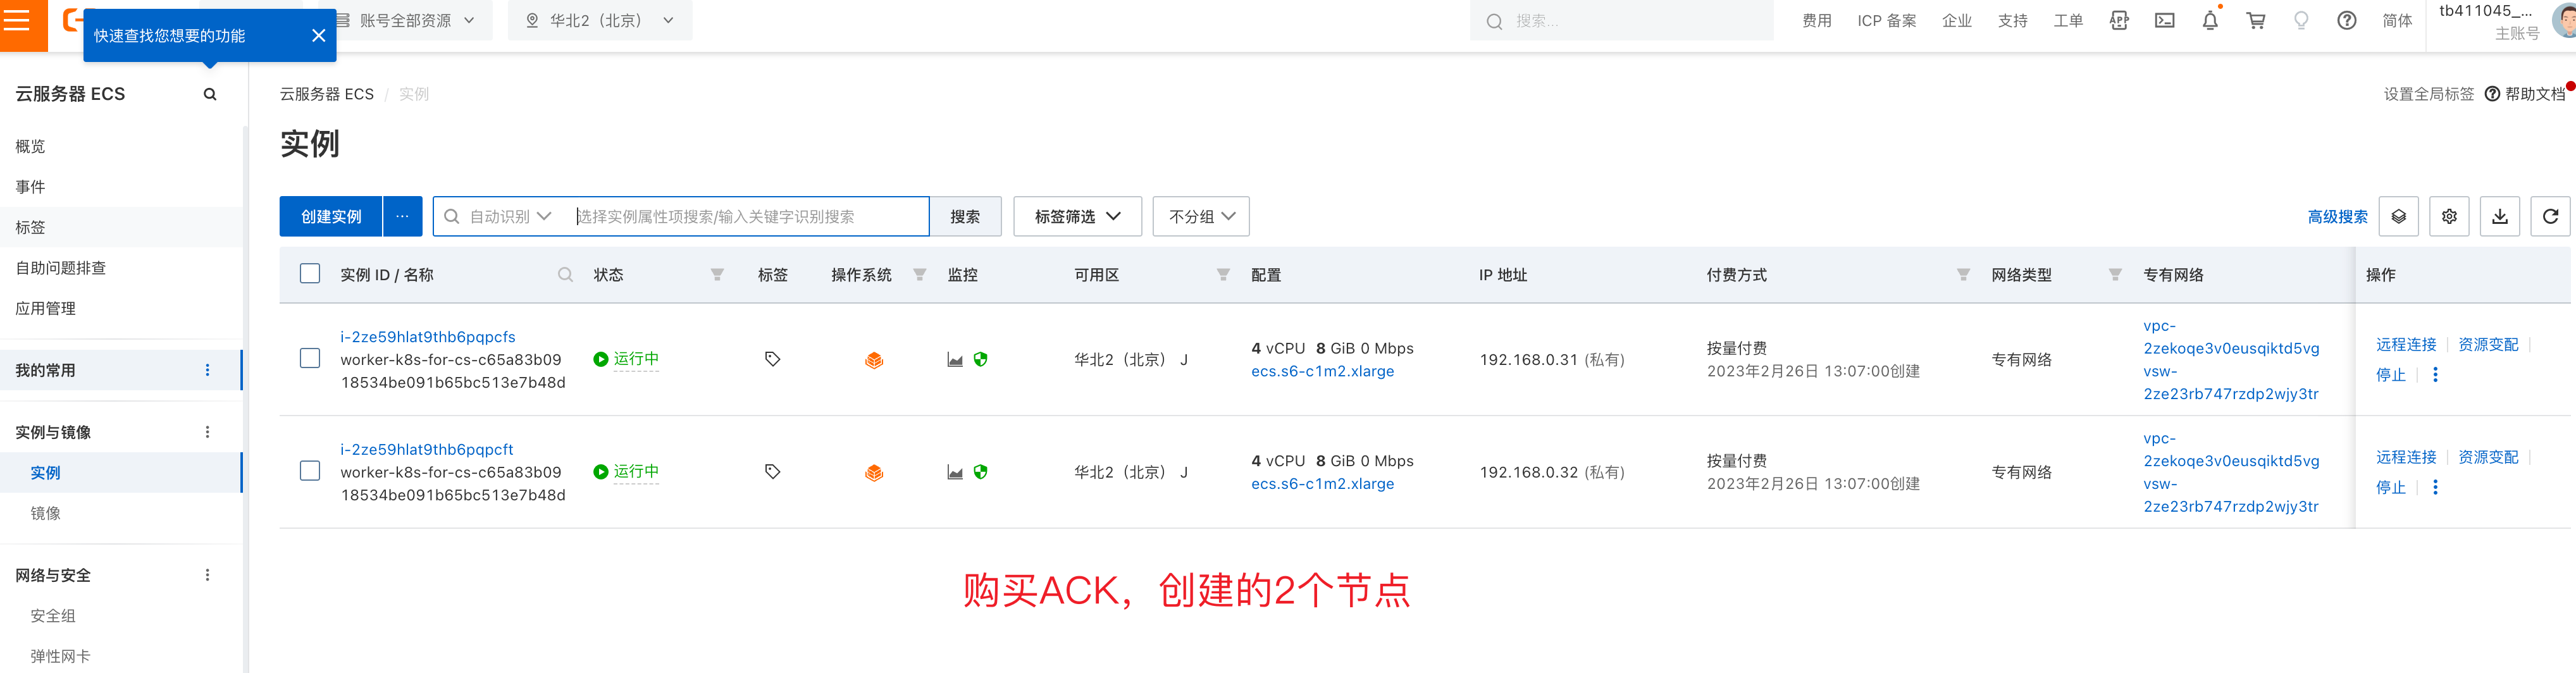 账号全部资源
华北2（北京）
搜索...
费用
ICP 备案
企业
支持
工单
简体
tb411045_...
主账号
快速查找您想要的功能
云服务器 ECS
概览
事件
标签
自助问题排查
应用管理
我的常用
实例与镜像
实例
镜像
网络与安全
安全组
弹性网卡
云服务器 ECS / 实例
设置全局标签
帮助文档
实例
创建实例
···
自动识别
选择实例属性项搜索/输入关键字识别搜索
搜索
标签筛选
不分组
高级搜索
实例 ID / 名称
状态
标签
操作系统
监控
可用区
配置
IP 地址
付费方式
网络类型
专有网络
操作
i-2ze59hlat9thb6pqpcfs
worker-k8s-for-cs-c65a83b09
18534be091b65bc513e7b48d
运行中
华北2（北京） J
4 vCPU 8 GiB 0 Mbps
ecs.s6-c1m2.xlarge
192.168.0.31 (私有)
按量付费
2023年2月26日 13:07:00创建
专有网络
vpc-
2zekoqe3v0eusqiktd5vg
vsw-
2ze23rb747rzdp2wjy3tr
远程连接
资源变配
停止
i-2ze59hlat9thb6pqpcft
worker-k8s-for-cs-c65a83b09
18534be091b65bc513e7b48d
运行中
华北2（北京） J
4 vCPU 8 GiB 0 Mbps
ecs.s6-c1m2.xlarge
192.168.0.32 (私有)
按量付费
2023年2月26日 13:07:00创建
专有网络
vpc-
2zekoqe3v0eusqiktd5vg
vsw-
2ze23rb747rzdp2wjy3tr
远程连接
资源变配
停止
购买ACK，创建的2个节点